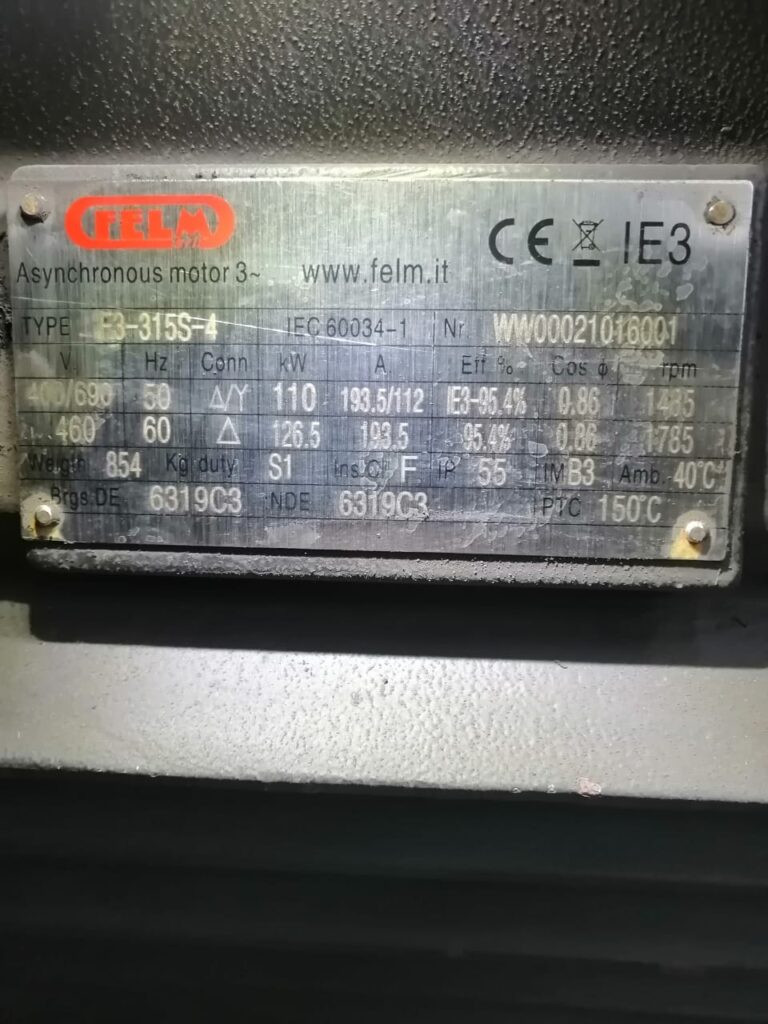 FELM srl
CE IE3
Asynchronous motor 3~ www.felm.it
TYPE E3-315S-4 IEC 60034-1 Nr WW00021016001
V Hz Conn kW A Eff % Cos φ rpm
400/690 50 Δ/Y 110 193.5/112 IE3-95.4% 0.86 1485
460 60 Δ 126.5 193.5 95.4% 0.86 1785
Weigth 854 Kg duty S1 Ins.Cl F IP 55 IM B3 Amb. 40°C
Brgs.DE 6319C3 NDE 6319C3 PTC 150°C